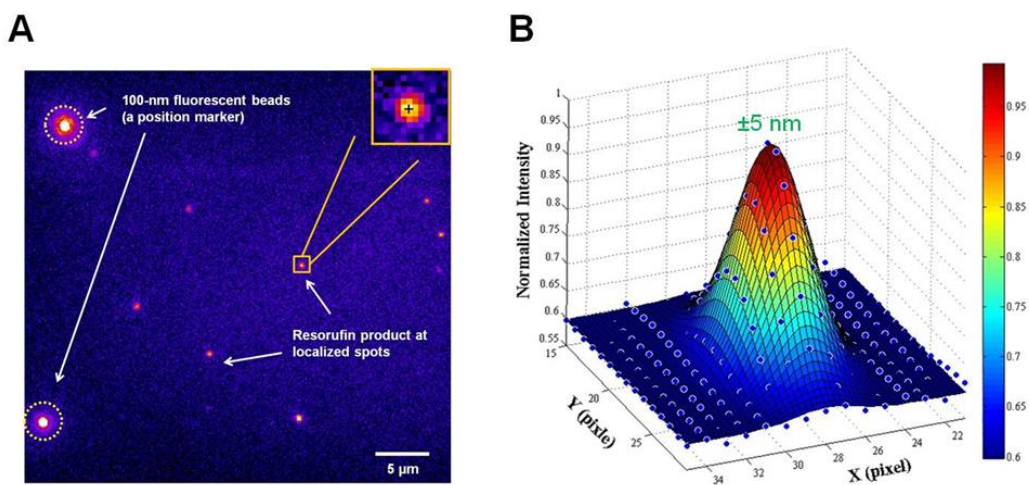 A
100-nm fluorescent beads
(a position marker)
Resorufin product at
localized spots
5 µm
B
±5 nm
Normalized Intensity
1
0.95
0.9
0.85
0.8
0.75
0.7
0.65
0.6
0.55
15
20
25
Y (pixle)
34
32
30
28
26
24
22
X (pixel)
0.95
0.9
0.85
0.8
0.75
0.7
0.65
0.6